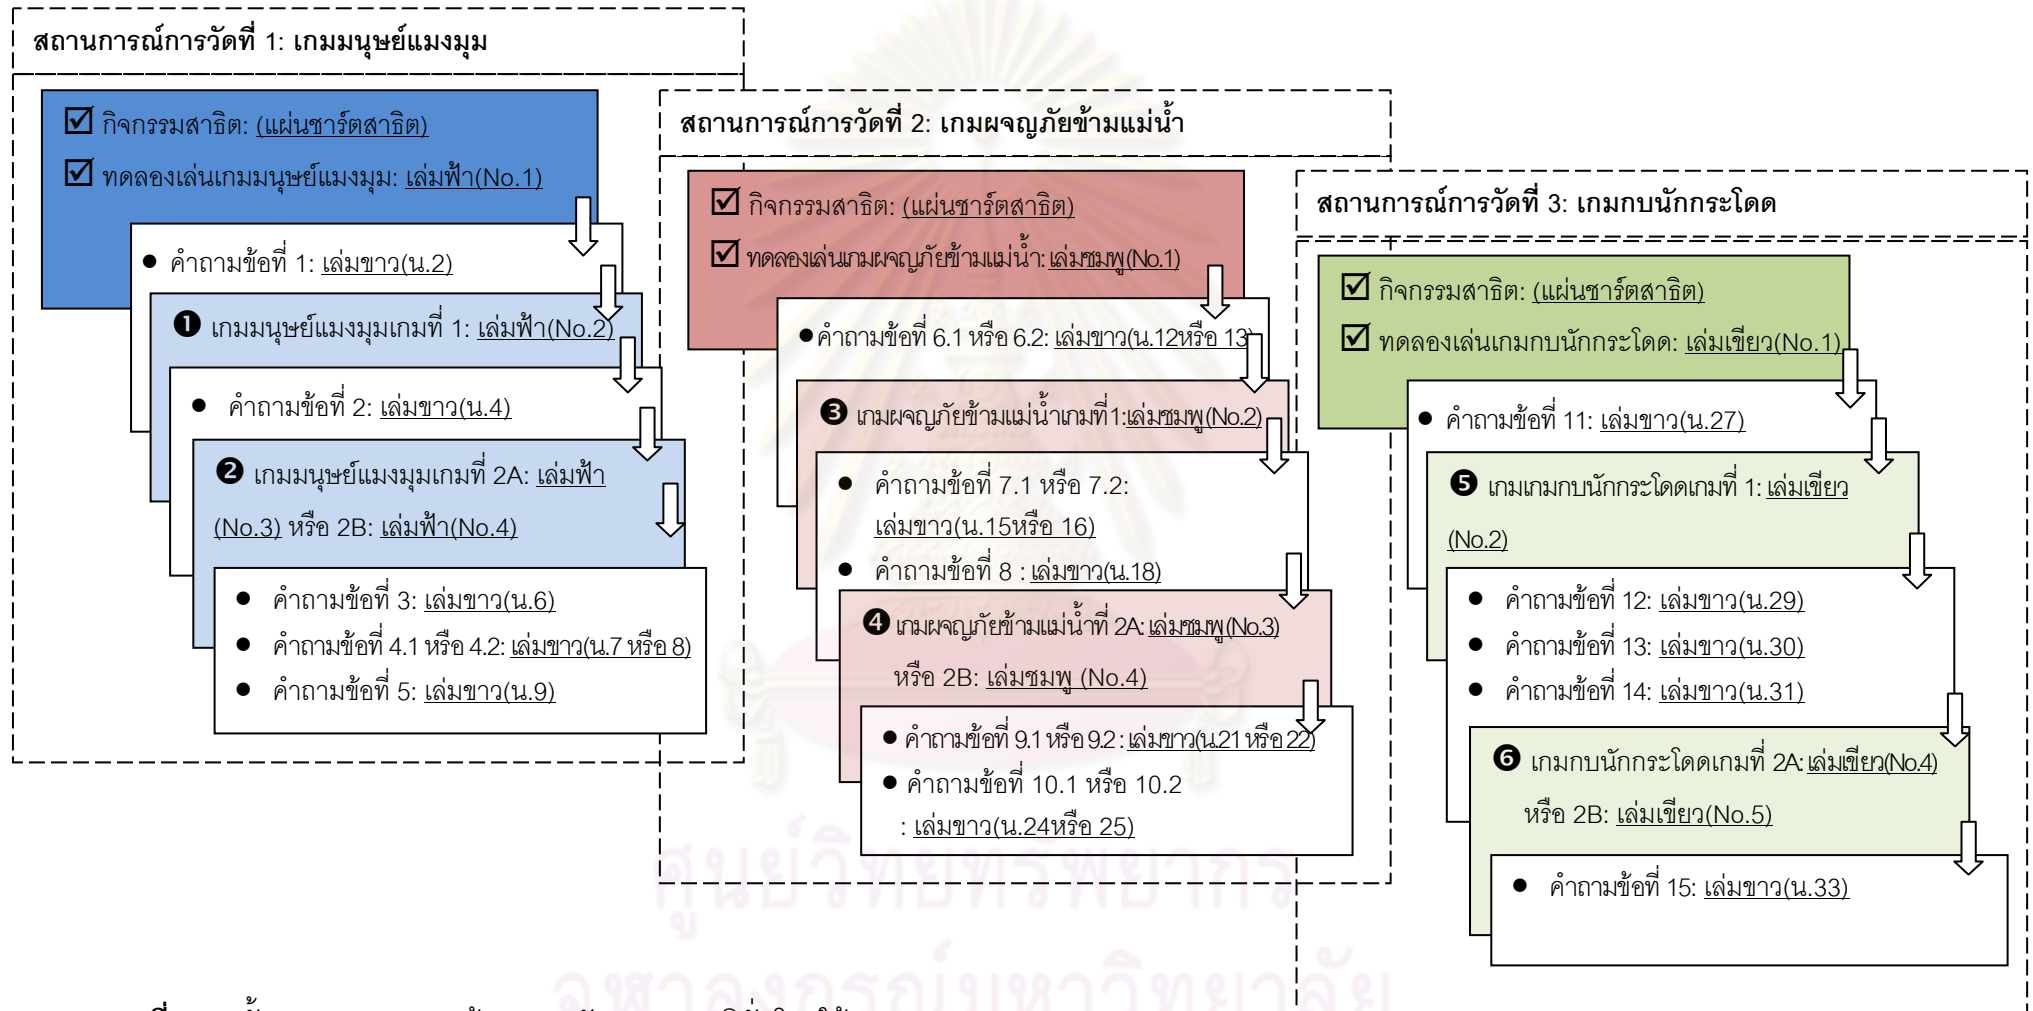 สถานการณ์การวัดที่ 1: เกมมนุษย์แมงมุม
กิจกรรมสาธิต: (แผ่นชาร์ตสาธิต)
ทดลองเล่นเกมมนุษย์แมงมุม: เล่มฟ้า(No.1)
● คำถามข้อที่ 1: เล่มขาว(น.2)
❶ เกมมนุษย์แมงมุมเกมที่ 1: เล่มฟ้า(No.2)
● คำถามข้อที่ 2: เล่มขาว(น.4)
❷ เกมมนุษย์แมงมุมเกมที่ 2A: เล่มฟ้า
(No.3) หรือ 2B: เล่มฟ้า(No.4)
● คำถามข้อที่ 3: เล่มขาว(น.6)
● คำถามข้อที่ 4.1 หรือ 4.2: เล่มขาว(น.7 หรือ 8)
● คำถามข้อที่ 5: เล่มขาว(น.9)
สถานการณ์การวัดที่ 2: เกมผจญภัยข้ามแม่น้ำ
กิจกรรมสาธิต: (แผ่นชาร์ตสาธิต)
ทดลองเล่นเกมผจญภัยข้ามแม่น้ำ: เล่มชมพู(No.1)
● คำถามข้อที่ 6.1 หรือ 6.2: เล่มขาว(น.12หรือ 13)
❸ เกมผจญภัยข้ามแม่น้ำเกมที่ 1:เล่มชมพู(No.2)
● คำถามข้อที่ 7.1 หรือ 7.2:
เล่มขาว(น.15หรือ 16)
● คำถามข้อที่ 8 : เล่มขาว(น.18)
❹ เกมผจญภัยข้ามแม่น้ำที่ 2A: เล่มชมพู(No.3)
หรือ 2B: เล่มชมพู (No.4)
● คำถามข้อที่ 9.1 หรือ 9.2 : เล่มขาว(น.21 หรือ 22)
● คำถามข้อที่ 10.1 หรือ 10.2
: เล่มขาว(น.24หรือ 25)
สถานการณ์การวัดที่ 3: เกมกบนักกระโดด
กิจกรรมสาธิต: (แผ่นชาร์ตสาธิต)
ทดลองเล่นเกมกบนักกระโดด: เล่มเขียว(No.1)
● คำถามข้อที่ 11: เล่มขาว(น.27)
❺ เกมเกมกบนักกระโดดเกมที่ 1: เล่มเขียว
(No.2)
● คำถามข้อที่ 12: เล่มขาว(น.29)
● คำถามข้อที่ 13: เล่มขาว(น.30)
● คำถามข้อที่ 14: เล่มขาว(น.31)
❻ เกมกบนักกระโดดเกมที่ 2A: เล่มเขียว(No.4)
หรือ 2B: เล่มเขียว(No.5)
● คำถามข้อที่ 15: เล่มขาว(น.33)
ศูนย์วิทยทรัพยากร
จุฬาลงกรณ์มหาวิทยาลัย